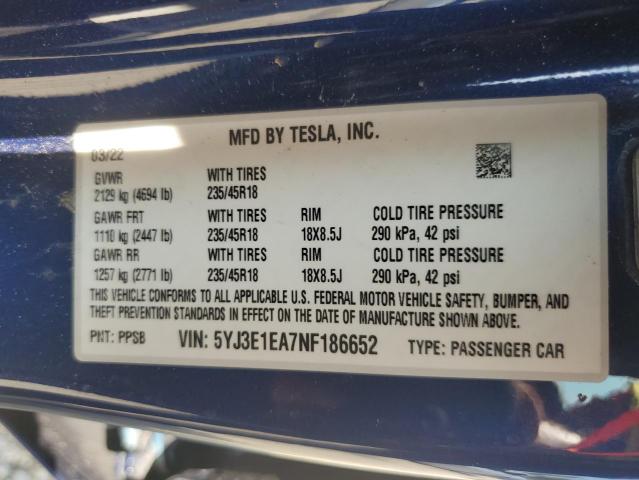 MFD BY TESLA, INC.
03/22
GVWR WITH TIRES
2129 kg (4694 lb) 235/45R18
GAWR FRT WITH TIRES RIM COLD TIRE PRESSURE
1110 kg (2447 lb) 235/45R18 18X8.5J 290 kPa, 42 psi
GAWR RR WITH TIRES RIM COLD TIRE PRESSURE
1257 kg (2771 lb) 235/45R18 18X8.5J 290 kPa, 42 psi
THIS VEHICLE CONFORMS TO ALL APPLICABLE U.S. FEDERAL MOTOR VEHICLE SAFETY, BUMPER, AND
THEFT PREVENTION STANDARDS IN EFFECT ON THE DATE OF MANUFACTURE SHOWN ABOVE.
PNT: PPSB VIN: 5YJ3E1EA7NF186652 TYPE: PASSENGER CAR